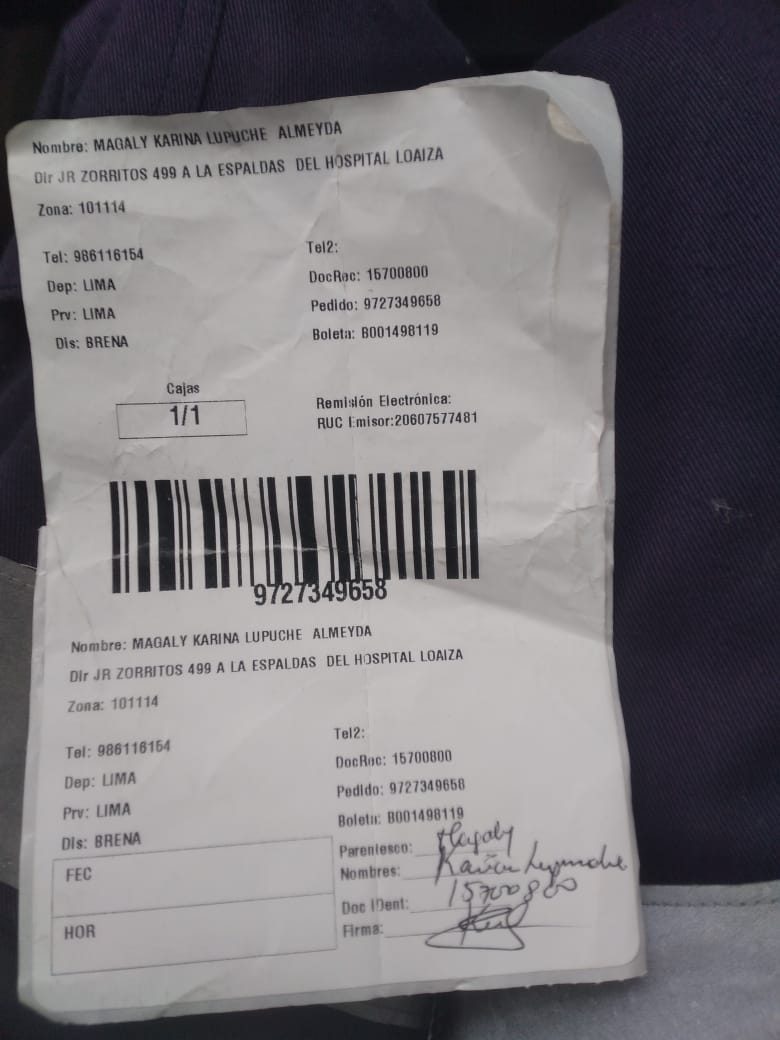 Nombre: MAGALY KARINA LUPUCHE ALMEYDA
Dir JR ZORRITOS 499 A LA ESPALDAS DEL HOSPITAL LOAIZA
Zona: 101114
Tel: 986116154
Tel2:
Dep: LIMA
DocRec: 15700800
Prv: LIMA
Pedido: 9727349658
Dis: BRENA
Boleta: B001498119
Cajas
1/1
Remisión Electrónica:
RUC Emisor:20607577481
9727349658
Nombre: MAGALY KARINA LUPUCHE ALMEYDA
Dir JR ZORRITOS 499 A LA ESPALDAS DEL HOSPITAL LOAIZA
Zona: 101114
Tel: 986116154
Tel2:
Dep: LIMA
DocRec: 15700800
Prv: LIMA
Pedido: 9727349658
Dis: BRENA
Boleta: B001498119
FEC
HOR
Parentesco: Magaly
Nombres: Karina Lupuche
Doc IDent: 15700800
Firma: